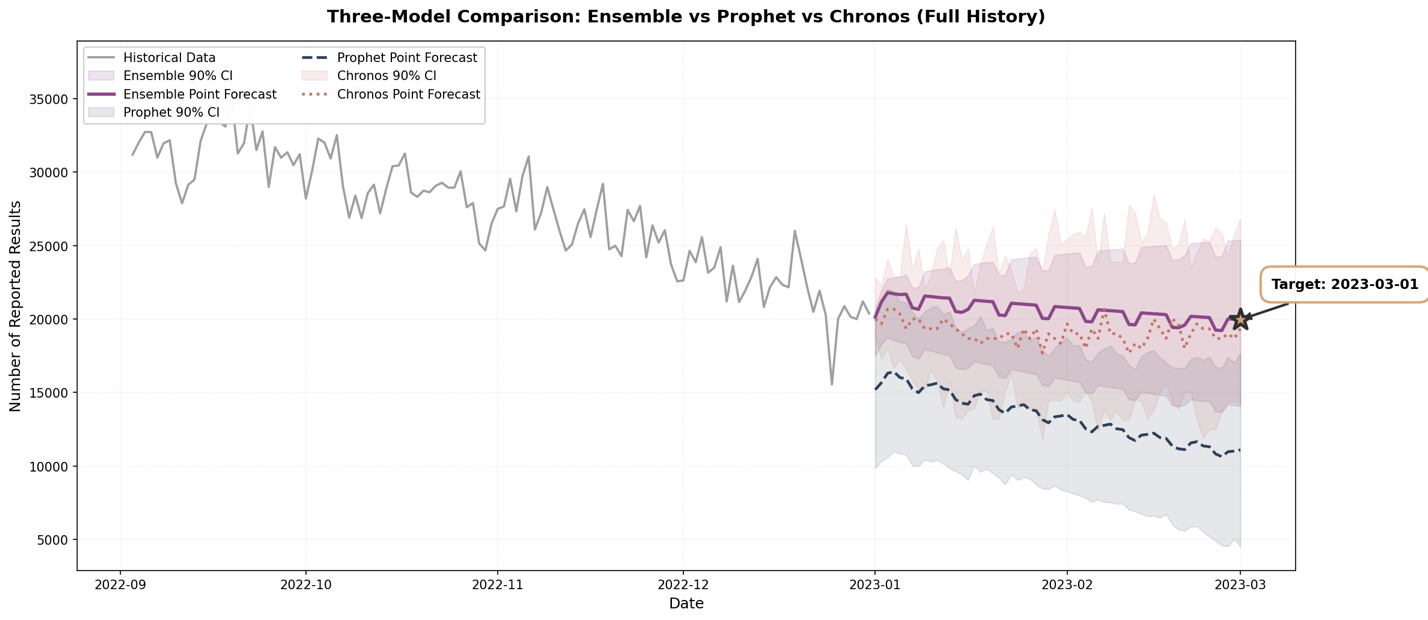 Three-Model Comparison: Ensemble vs Prophet vs Chronos (Full History)
Historical Data
Ensemble 90% CI
Ensemble Point Forecast
Prophet 90% CI
Prophet Point Forecast
Chronos 90% CI
Chronos Point Forecast
Number of Reported Results
35000
30000
25000
20000
15000
10000
5000
Target: 2023-03-01
2022-09
2022-10
2022-11
2022-12
2023-01
2023-02
2023-03
Date